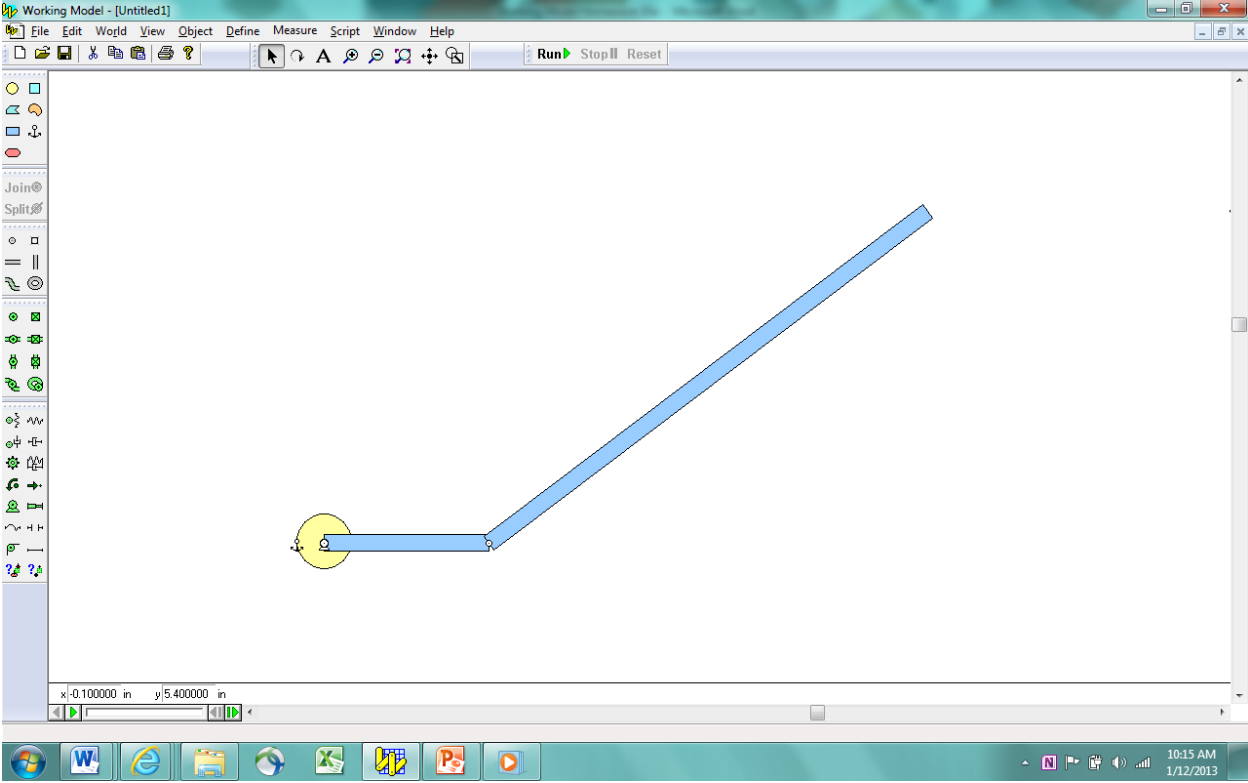 Working Model - [Untitled1]
File Edit World View Object Define Measure Script Window Help
Run Stop Reset
Join
Split
x -0.100000 in y 5.400000 in
10:15 AM
1/12/2013